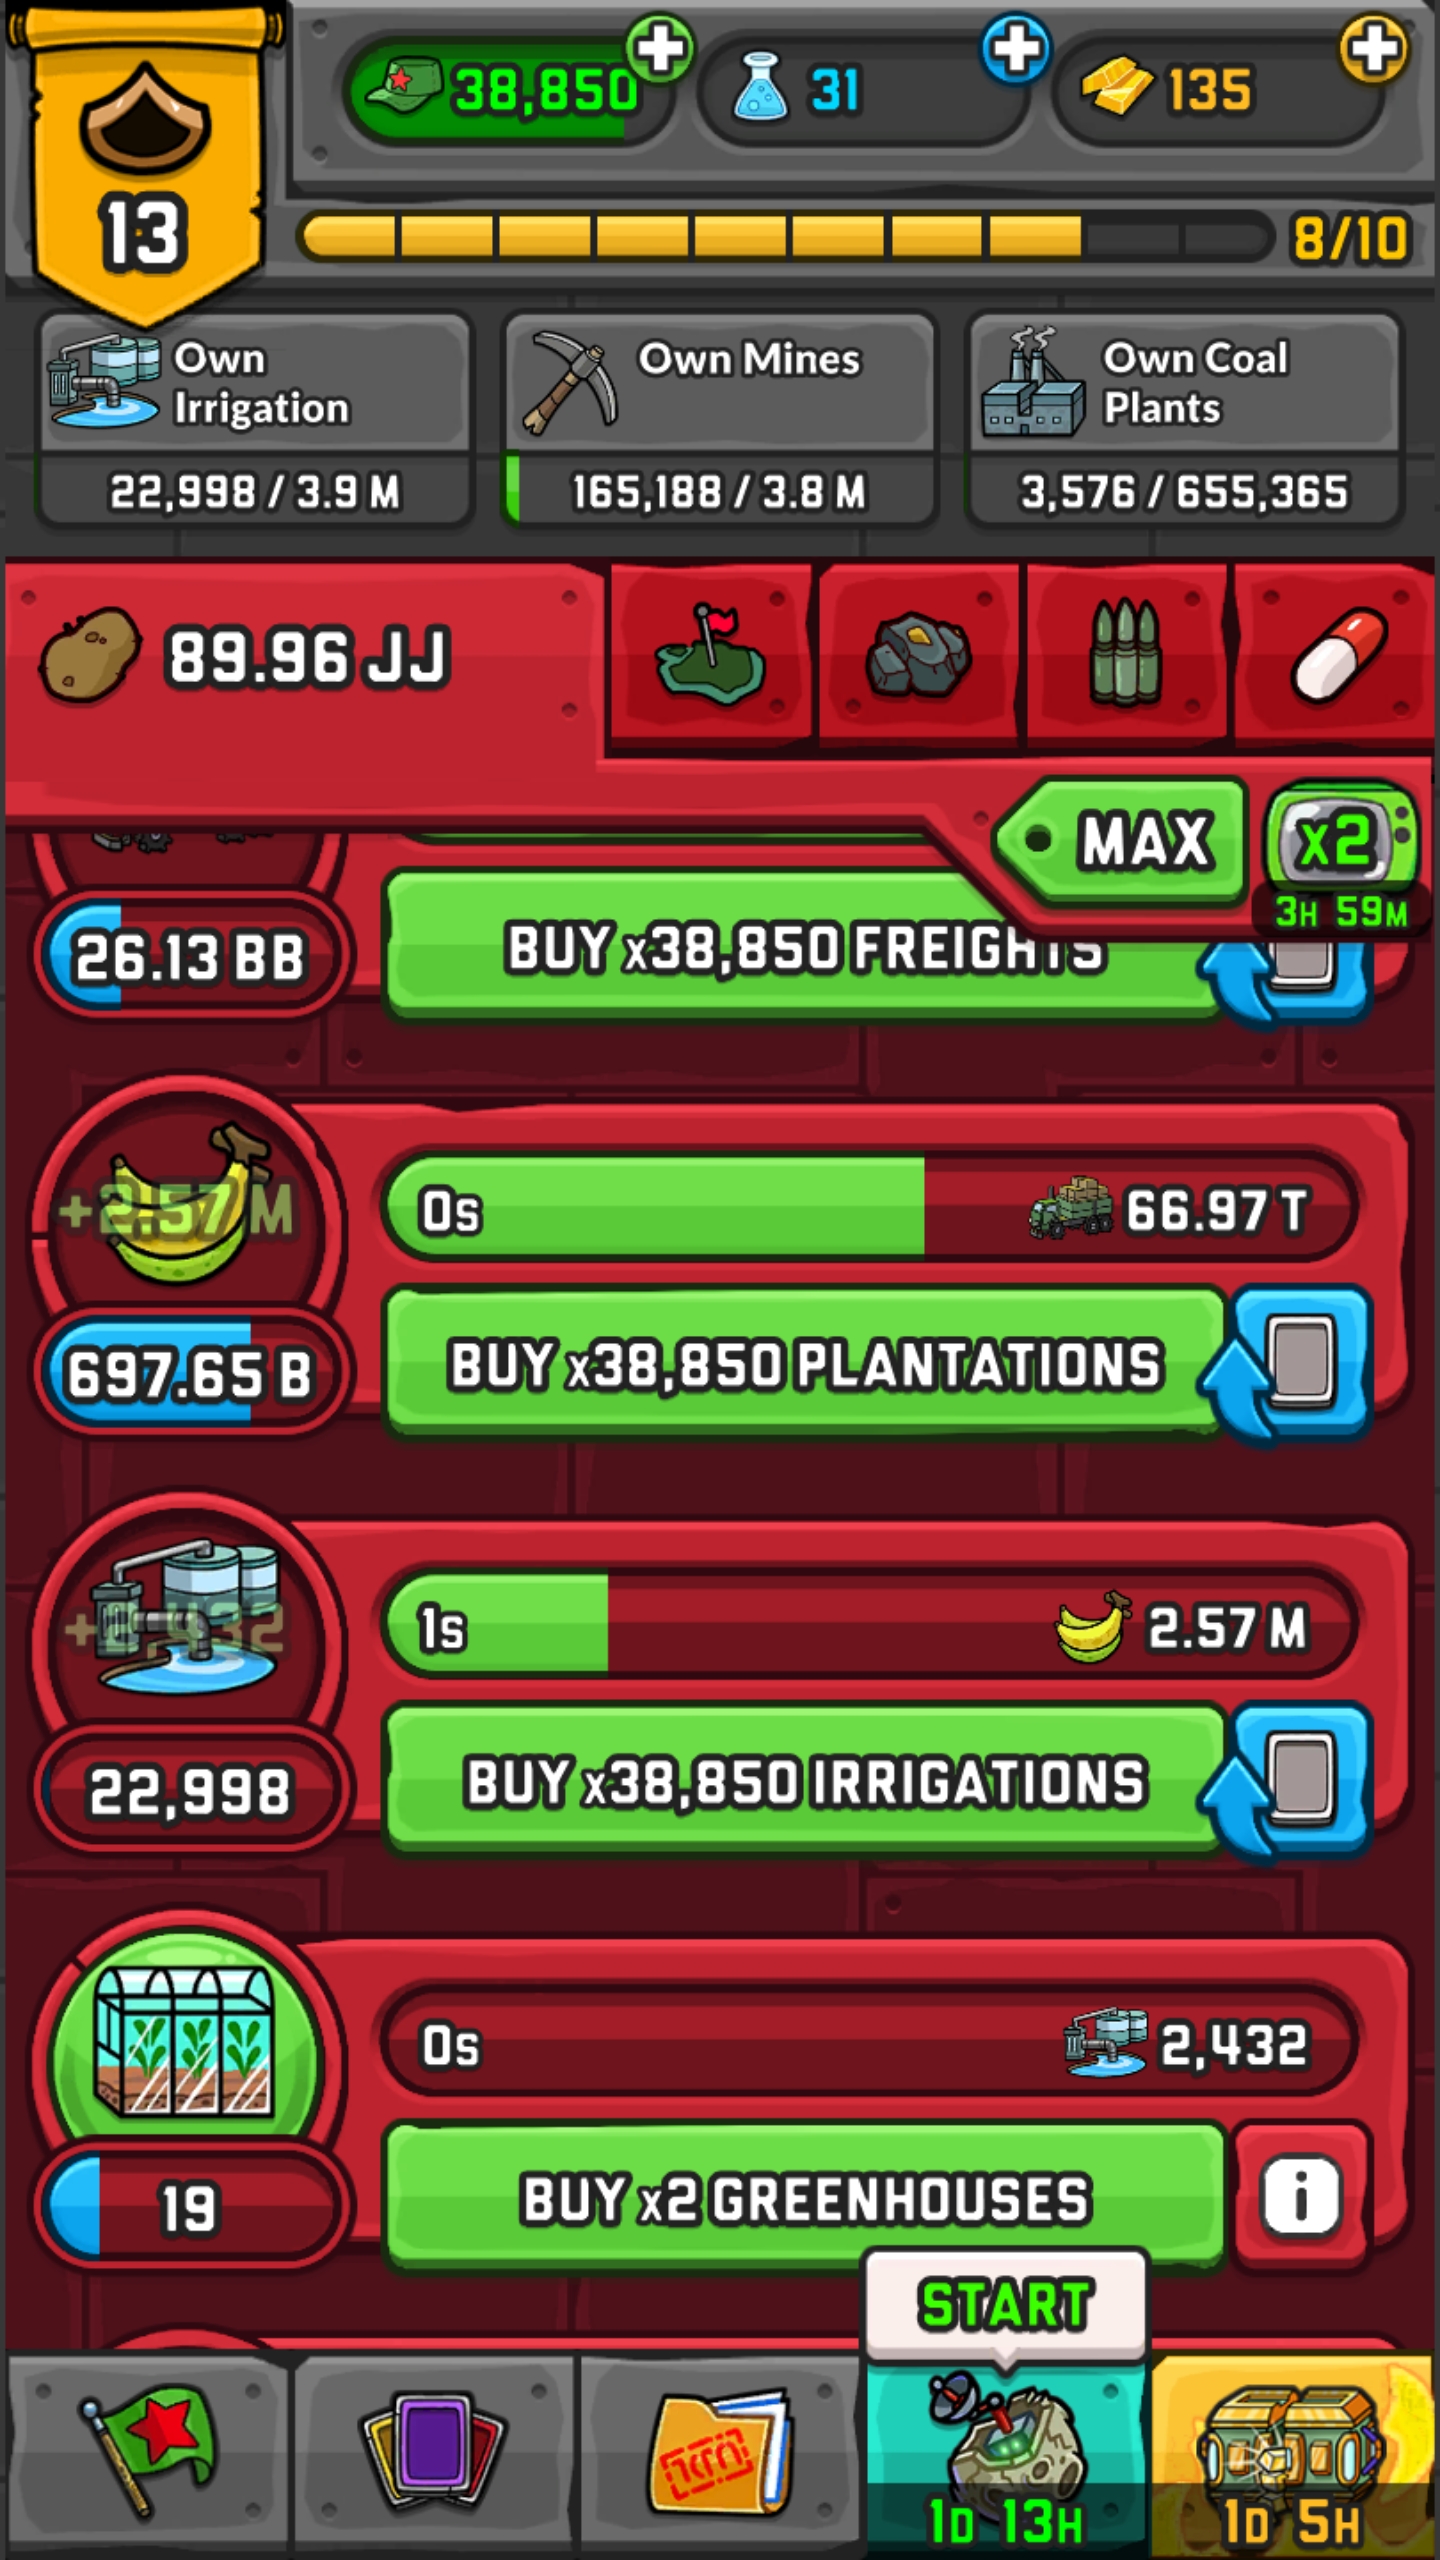 38,850
31
135
13
8/10
Own
Irrigation
22,998 / 3.9 M
Own Mines
165,188 / 3.8 M
Own Coal
Plants
3,576 / 655,365
89.96 JJ
MAX
x2
3H 59M
26.13 BB
BUY x38,850 FREIGHTS
+2.57 M
0s
66.97 T
697.65 B
BUY x38,850 PLANTATIONS
+2,432
1s
2.57 M
22,998
BUY x38,850 IRRIGATIONS
0s
2,432
19
BUY x2 GREENHOUSES
i
START
1D 13H
1D 5H